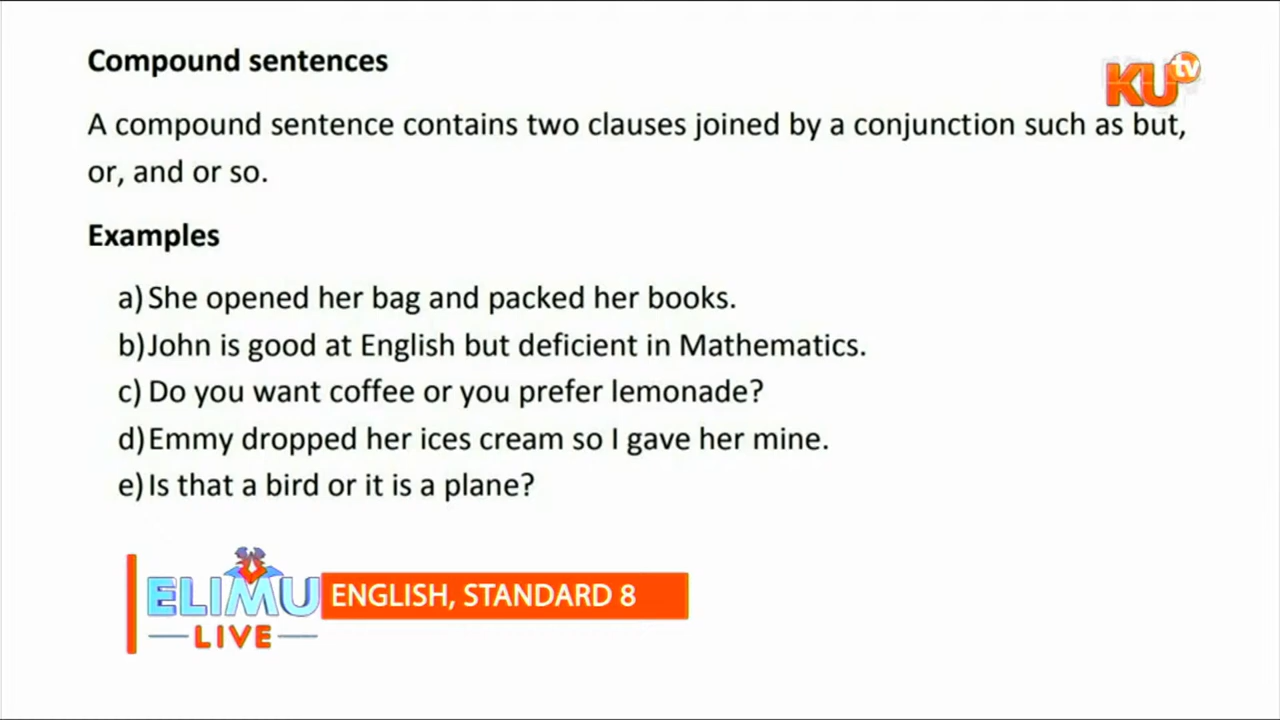 Compound sentences
KU tv
A compound sentence contains two clauses joined by a conjunction such as but,
or, and or so.
Examples
a) She opened her bag and packed her books.
b) John is good at English but deficient in Mathematics.
c) Do you want coffee or you prefer lemonade?
d) Emmy dropped her ices cream so I gave her mine.
e) Is that a bird or it is a plane?
ELIMU
LIVE
ENGLISH, STANDARD 8